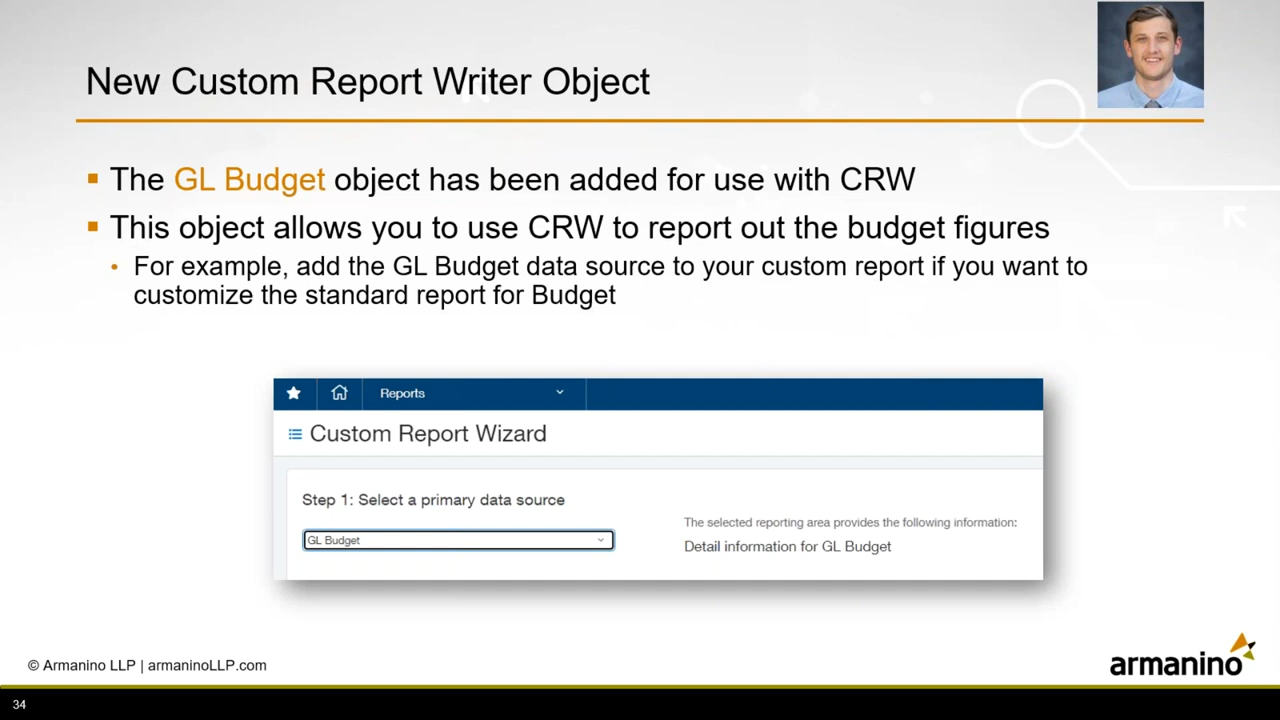 New Custom Report Writer Object
The GL Budget object has been added for use with CRW
This object allows you to use CRW to report out the budget figures
For example, add the GL Budget data source to your custom report if you want to
customize the standard report for Budget
Reports
Custom Report Wizard
Step 1: Select a primary data source
GL Budget
The selected reporting area provides the following information:
Detail information for GL Budget
© Armanino LLP | armaninoLLP.com
armanino
34